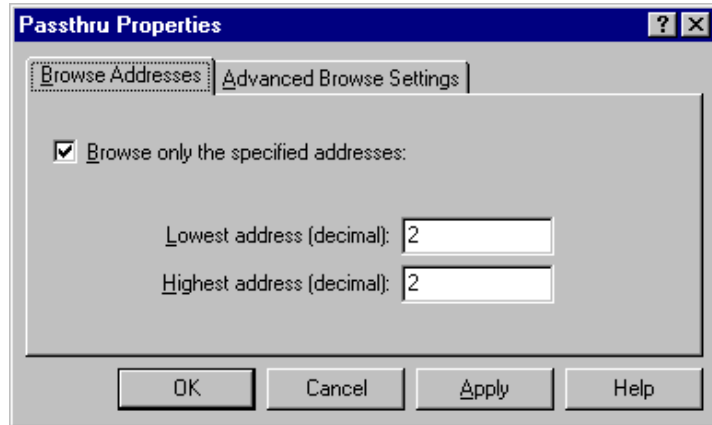 Passthru Properties
Browse Addresses Advanced Browse Settings
Browse only the specified addresses:
Lowest address (decimal): 2
Highest address (decimal): 2
OK Cancel Apply Help